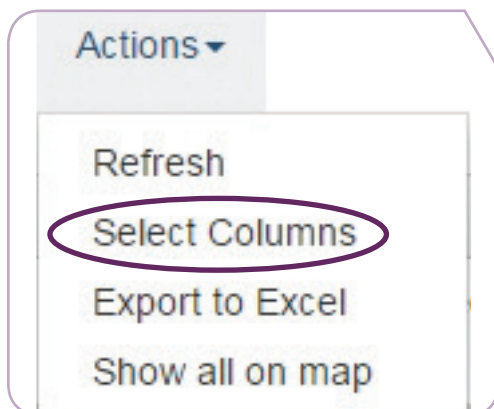 Actions
Refresh
Select Columns
Export to Excel
Show all on map